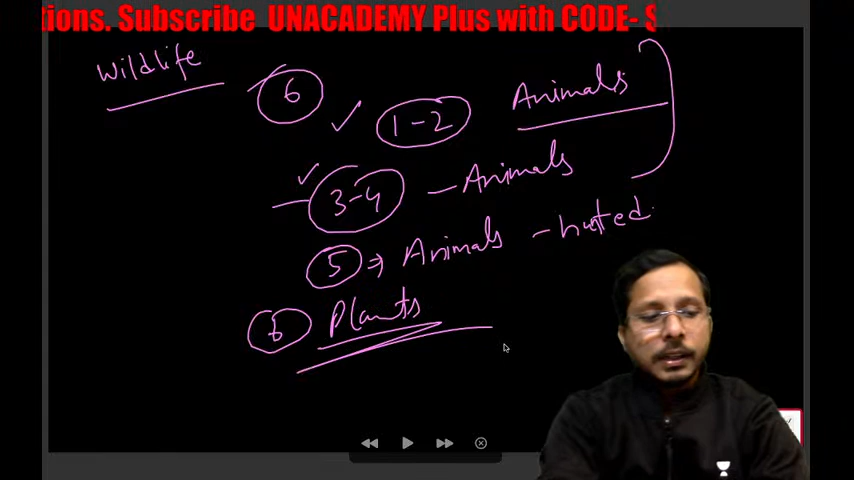 tions. Subscribe UNACADEMY Plus with CODE- S
Wildlife
6
1-2 Animals
3-4 - Animals
5 ⇒ Animals - hunted
6 Plants